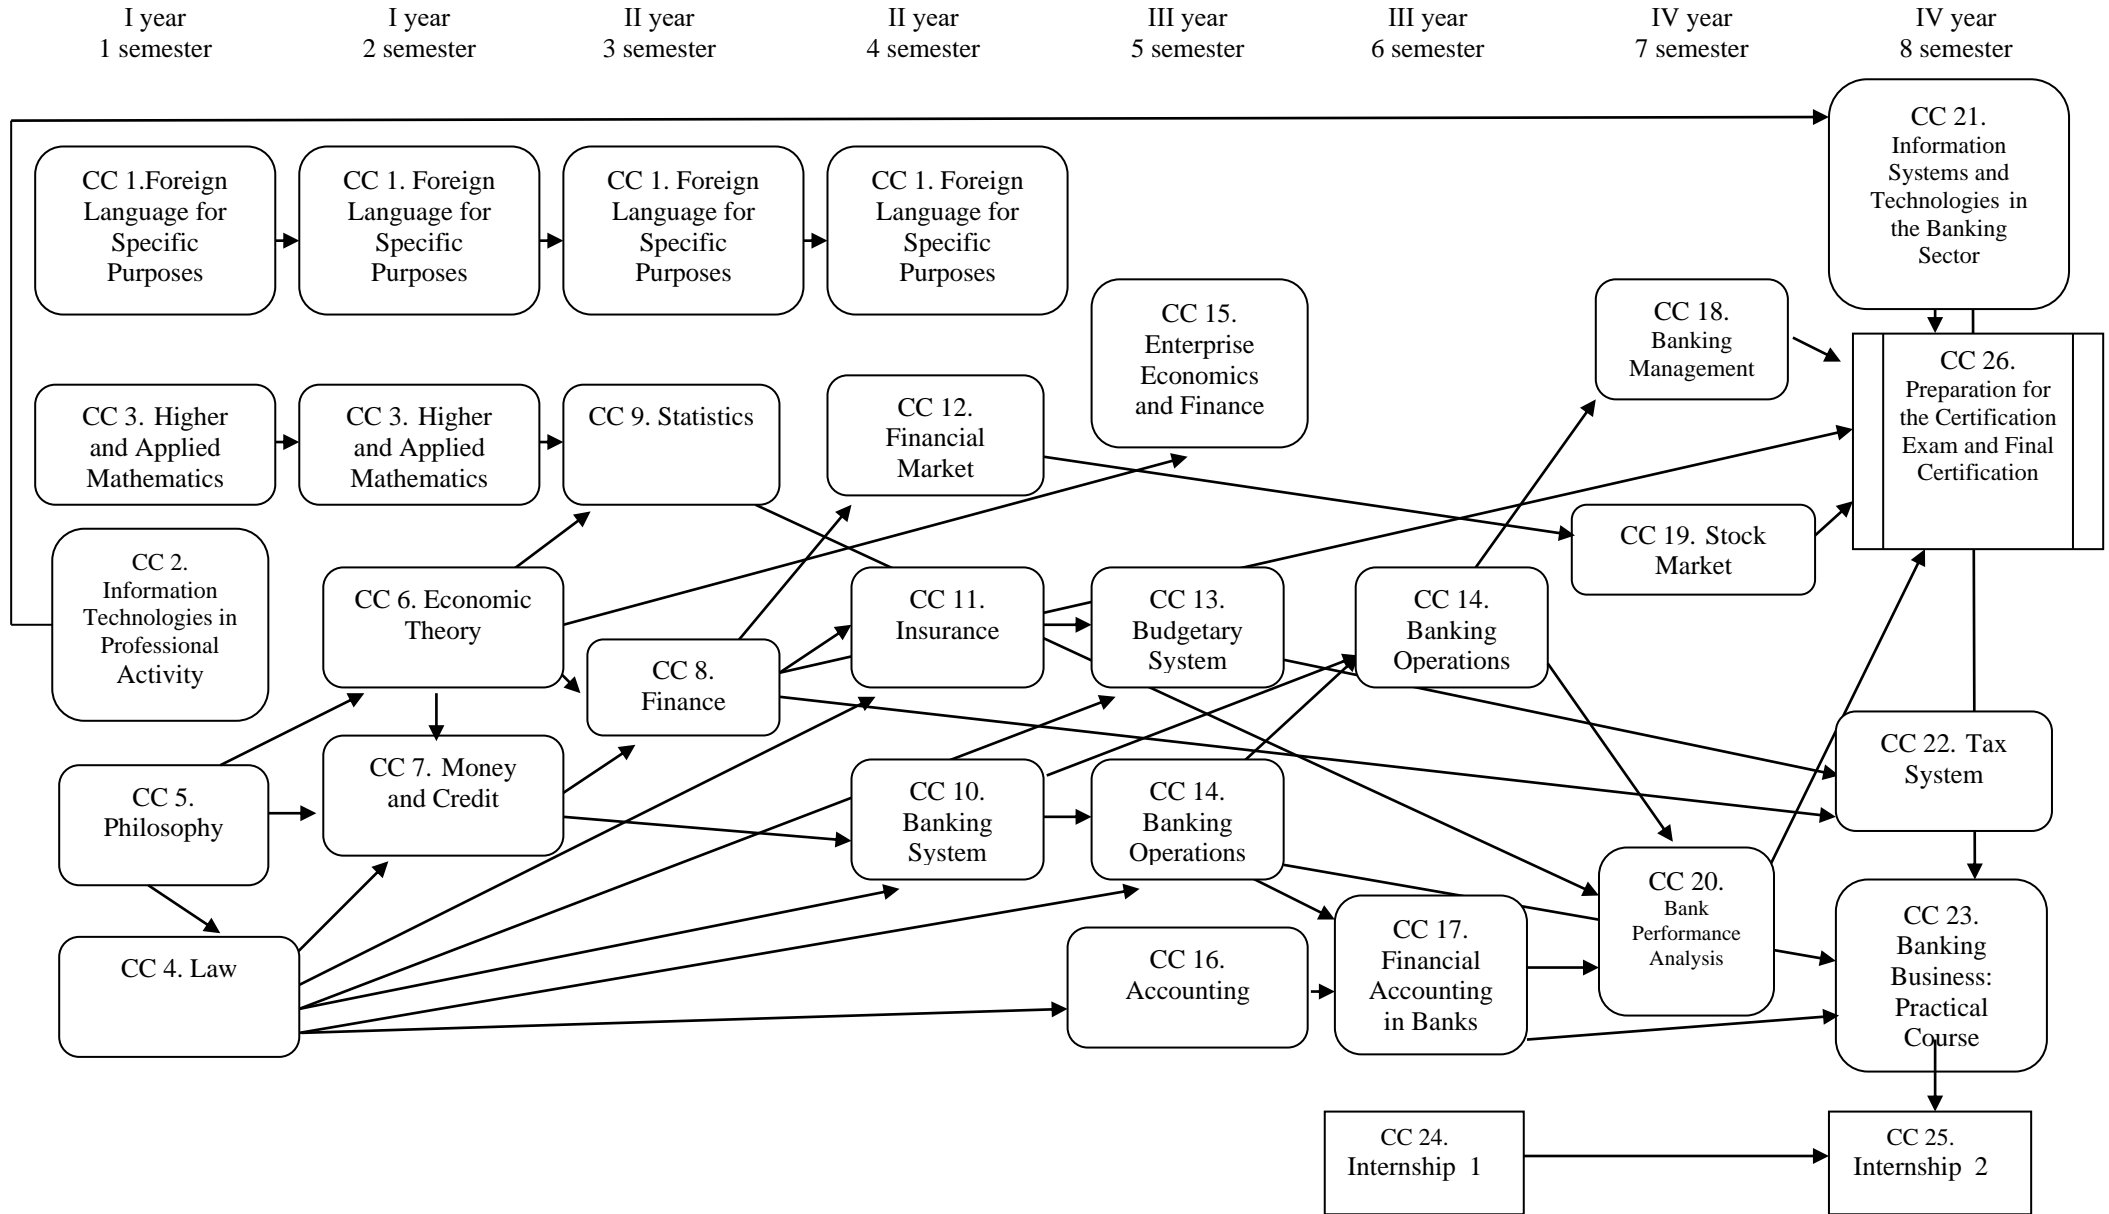 I year
1 semester
I year
2 semester
II year
3 semester
II year
4 semester
III year
5 semester
III year
6 semester
IV year
7 semester
IV year
8 semester
CC 21.
Information
Systems and
Technologies in
the Banking
Sector
CC 1.Foreign
Language for
Specific
Purposes
CC 1. Foreign
Language for
Specific
Purposes
CC 1. Foreign
Language for
Specific
Purposes
CC 1. Foreign
Language for
Specific
Purposes
CC 15.
Enterprise
Economics
and Finance
CC 18.
Banking
Management
CC 26.
Preparation for
the Certification
Exam and Final
Certification
CC 3. Higher
and Applied
Mathematics
CC 3. Higher
and Applied
Mathematics
CC 9. Statistics
CC 12.
Financial
Market
CC 19. Stock
Market
CC 2.
Information
Technologies in
Professional
Activity
CC 6. Economic
Theory
CC 8.
Finance
CC 11.
Insurance
CC 13.
Budgetary
System
CC 14.
Banking
Operations
CC 22. Tax
System
CC 5.
Philosophy
CC 7. Money
and Credit
CC 10.
Banking
System
CC 14.
Banking
Operations
CC 20.
Bank
Performance
Analysis
CC 23.
Banking
Business:
Practical
Course
CC 4. Law
CC 16.
Accounting
CC 17.
Financial
Accounting
in Banks
CC 24.
Internship 1
CC 25.
Internship 2